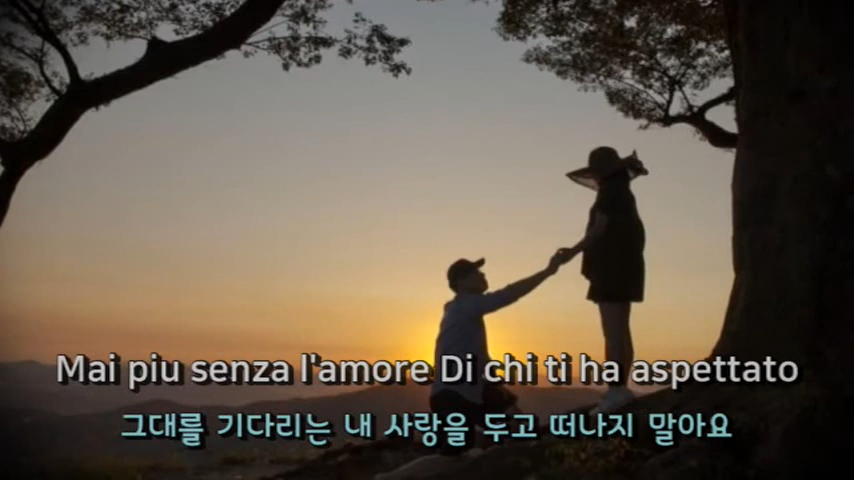 Mai piu senza l'amore Di chi ti ha aspettato
그대를 기다리는 내 사랑을 두고 떠나지 말아요